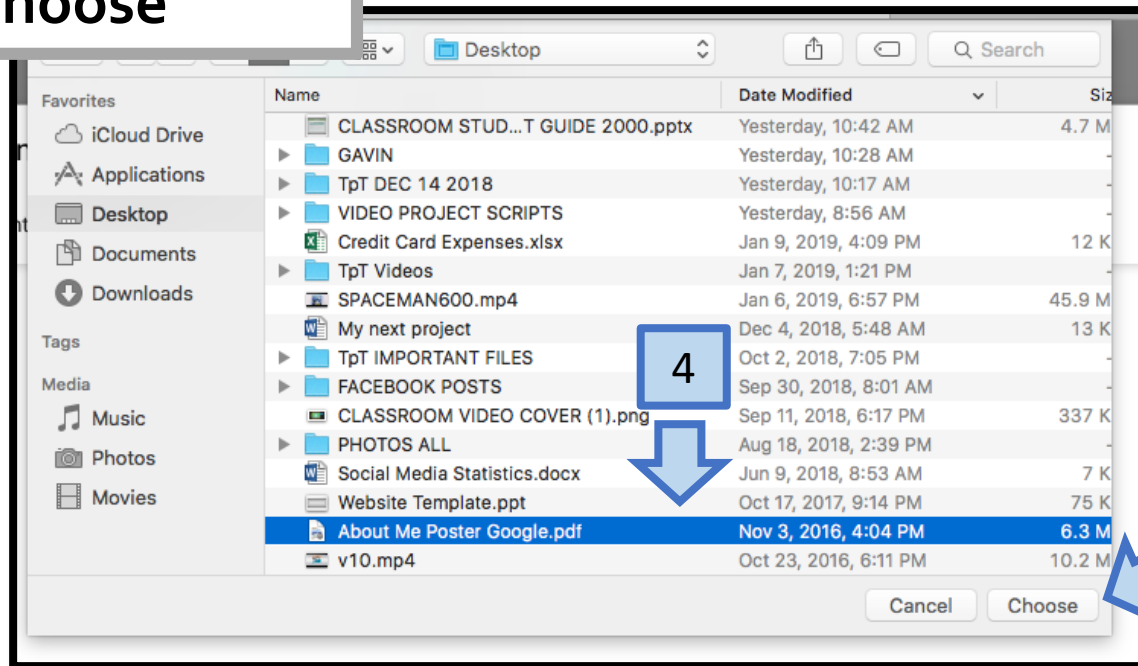 hoose
Desktop
Search
Favorites
iCloud Drive
Applications
Desktop
Documents
Downloads
Tags
Media
Music
Photos
Movies
Name Date Modified Siz
CLASSROOM STUD...T GUIDE 2000.pptx Yesterday, 10:42 AM 4.7 M
GAVIN Yesterday, 10:28 AM -
TpT DEC 14 2018 Yesterday, 10:17 AM -
VIDEO PROJECT SCRIPTS Yesterday, 8:56 AM -
Credit Card Expenses.xlsx Jan 9, 2019, 4:09 PM 12 K
TpT Videos Jan 7, 2019, 1:21 PM -
SPACEMAN600.mp4 Jan 6, 2019, 6:57 PM 45.9 M
My next project Dec 4, 2018, 5:48 AM 13 K
TpT IMPORTANT FILES Oct 2, 2018, 7:05 PM -
FACEBOOK POSTS Sep 30, 2018, 8:01 AM -
CLASSROOM VIDEO COVER (1).png Sep 11, 2018, 6:17 PM 337 K
PHOTOS ALL Aug 18, 2018, 2:39 PM -
Social Media Statistics.docx Jun 9, 2018, 8:53 AM 7 K
Website Template.ppt Oct 17, 2017, 9:14 PM 75 K
About Me Poster Google.pdf Nov 3, 2016, 4:04 PM 6.3 M
v10.mp4 Oct 23, 2016, 6:11 PM 10.2 M
4
Cancel Choose